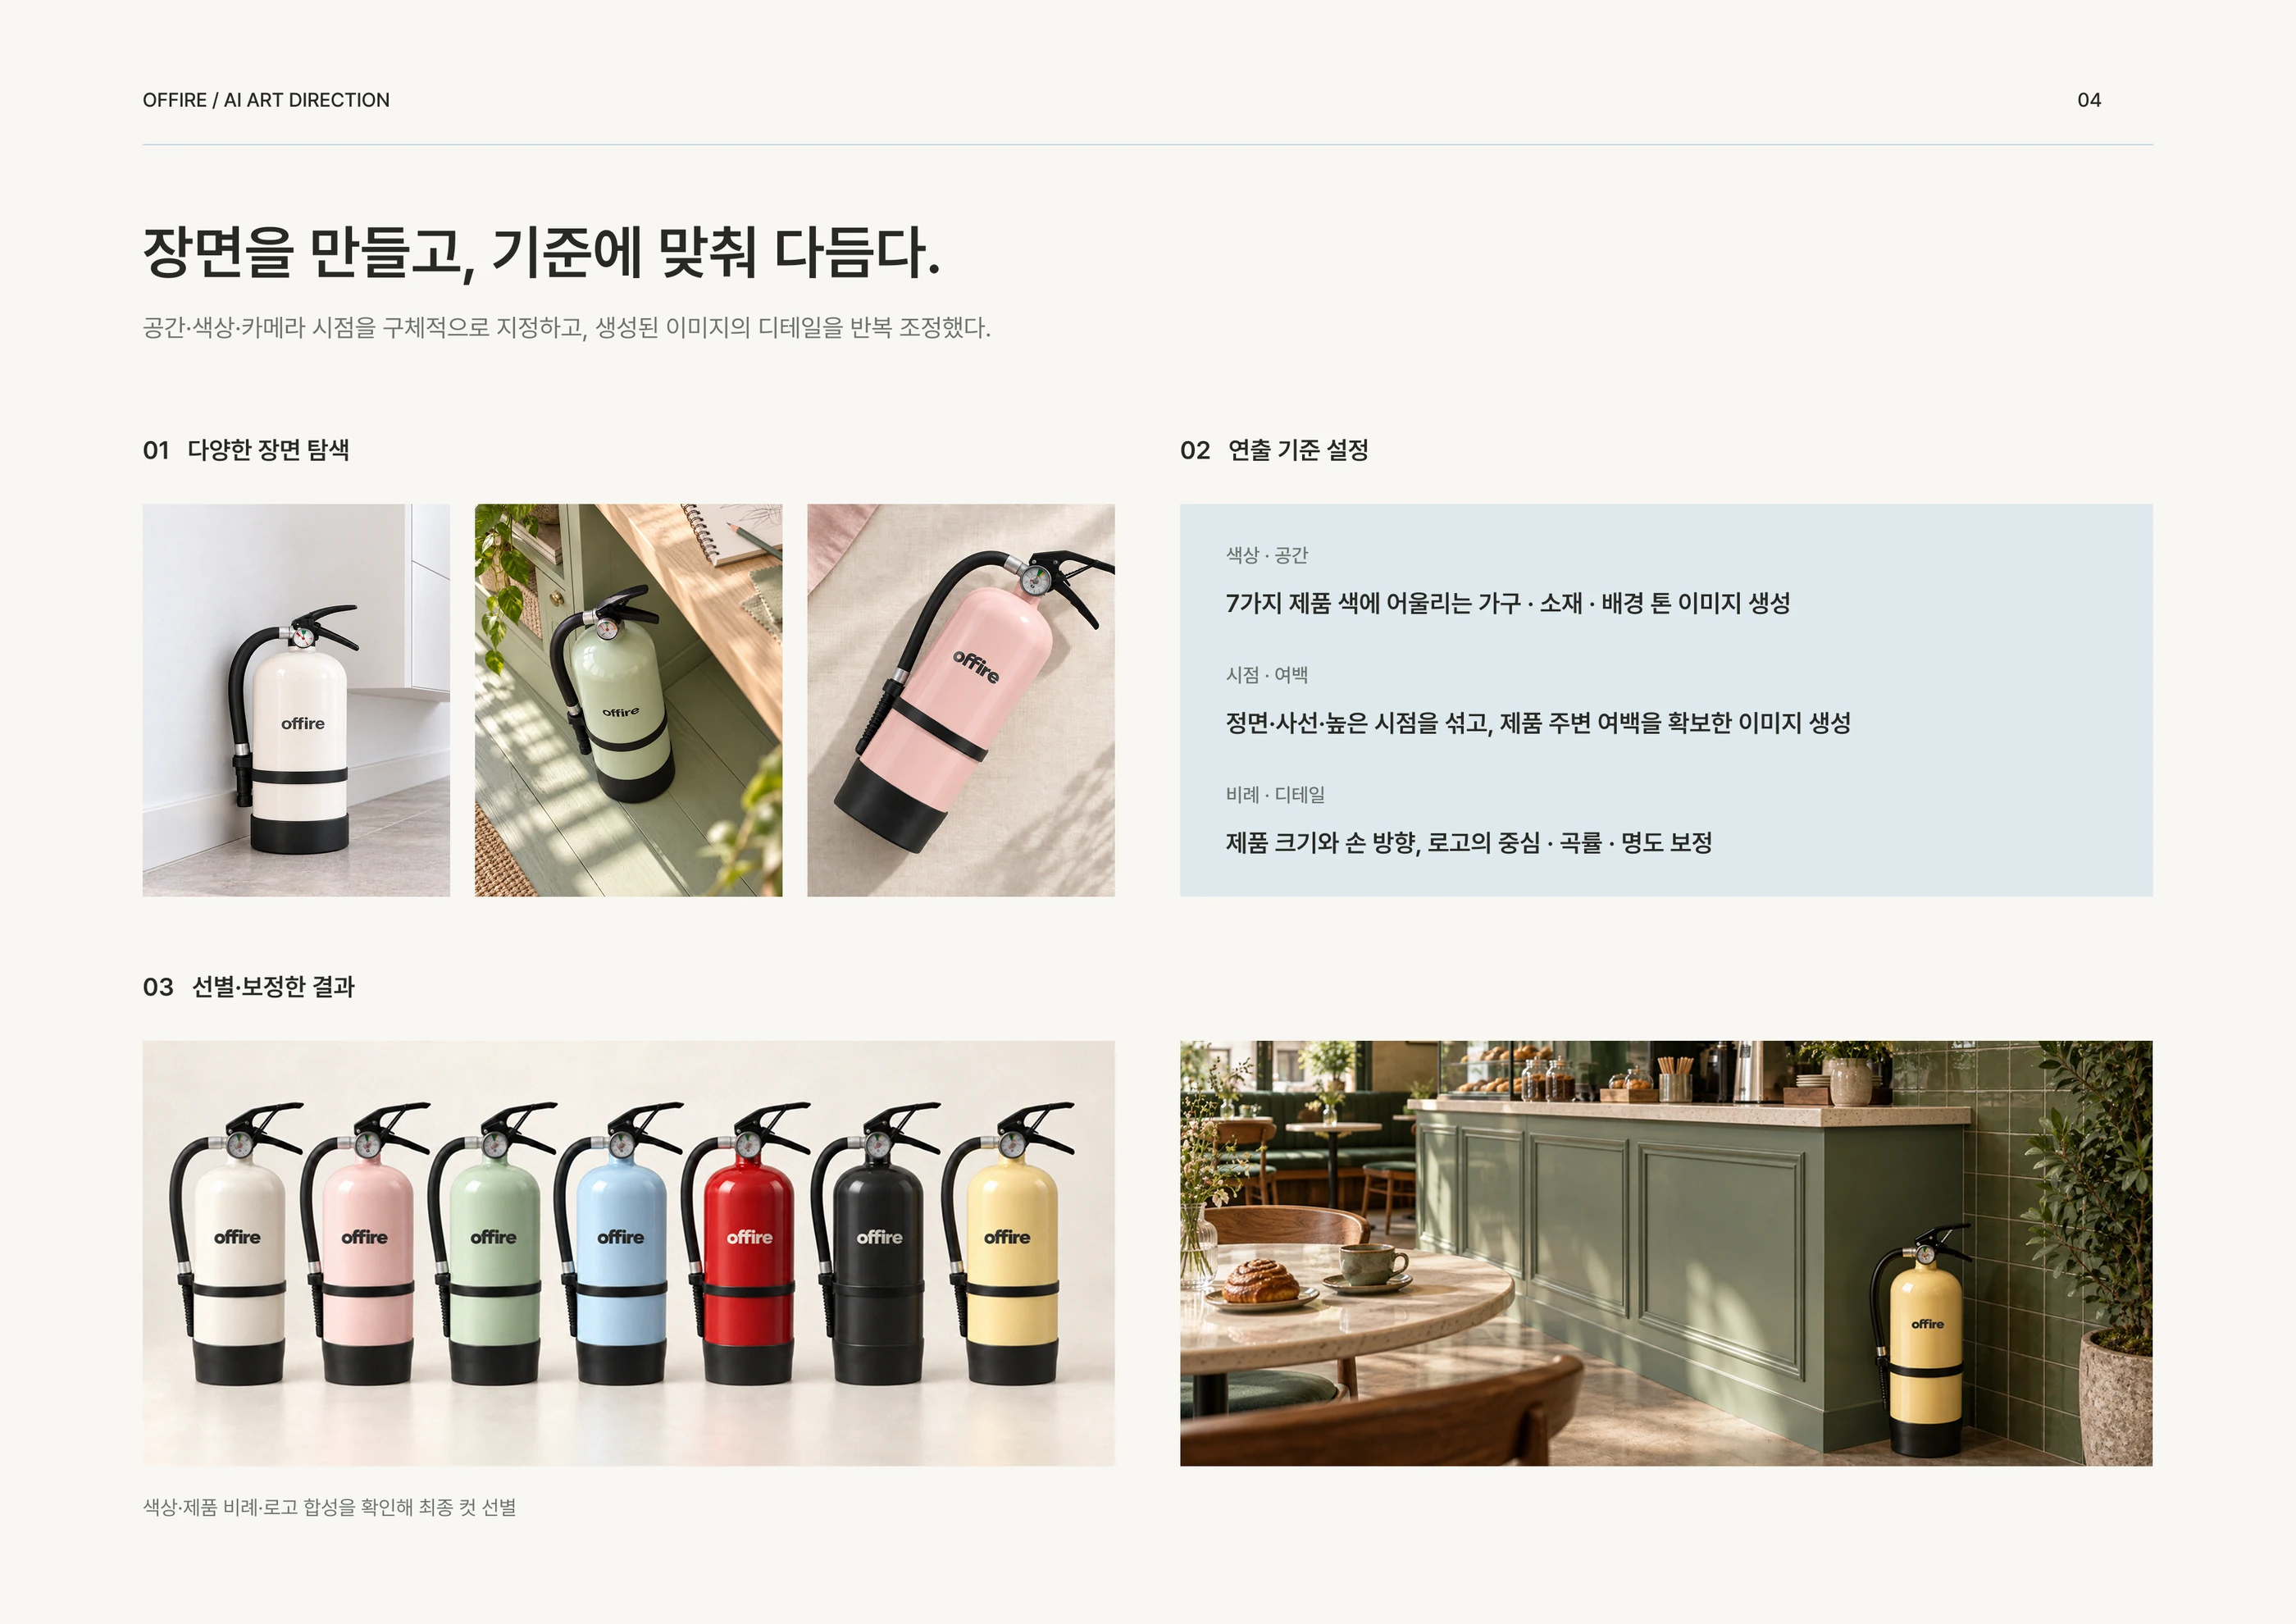 OFFIRE / AI ART DIRECTION
04
장면을 만들고, 기준에 맞춰 다듬다.
공간·색상·카메라 시점을 구체적으로 지정하고, 생성된 이미지의 디테일을 반복 조정했다.
01 다양한 장면 탐색
offire
offire
offire
02 연출 기준 설정
색상 · 공간
7가지 제품 색에 어울리는 가구 · 소재 · 배경 톤 이미지 생성
시점 · 여백
정면·사선·높은 시점을 섞고, 제품 주변 여백을 확보한 이미지 생성
비례 · 디테일
제품 크기와 손 방향, 로고의 중심 · 곡률 · 명도 보정
03 선별·보정한 결과
offire
offire
offire
offire
offire
offire
offire
offire
색상·제품 비례·로고 합성을 확인해 최종 컷 선별